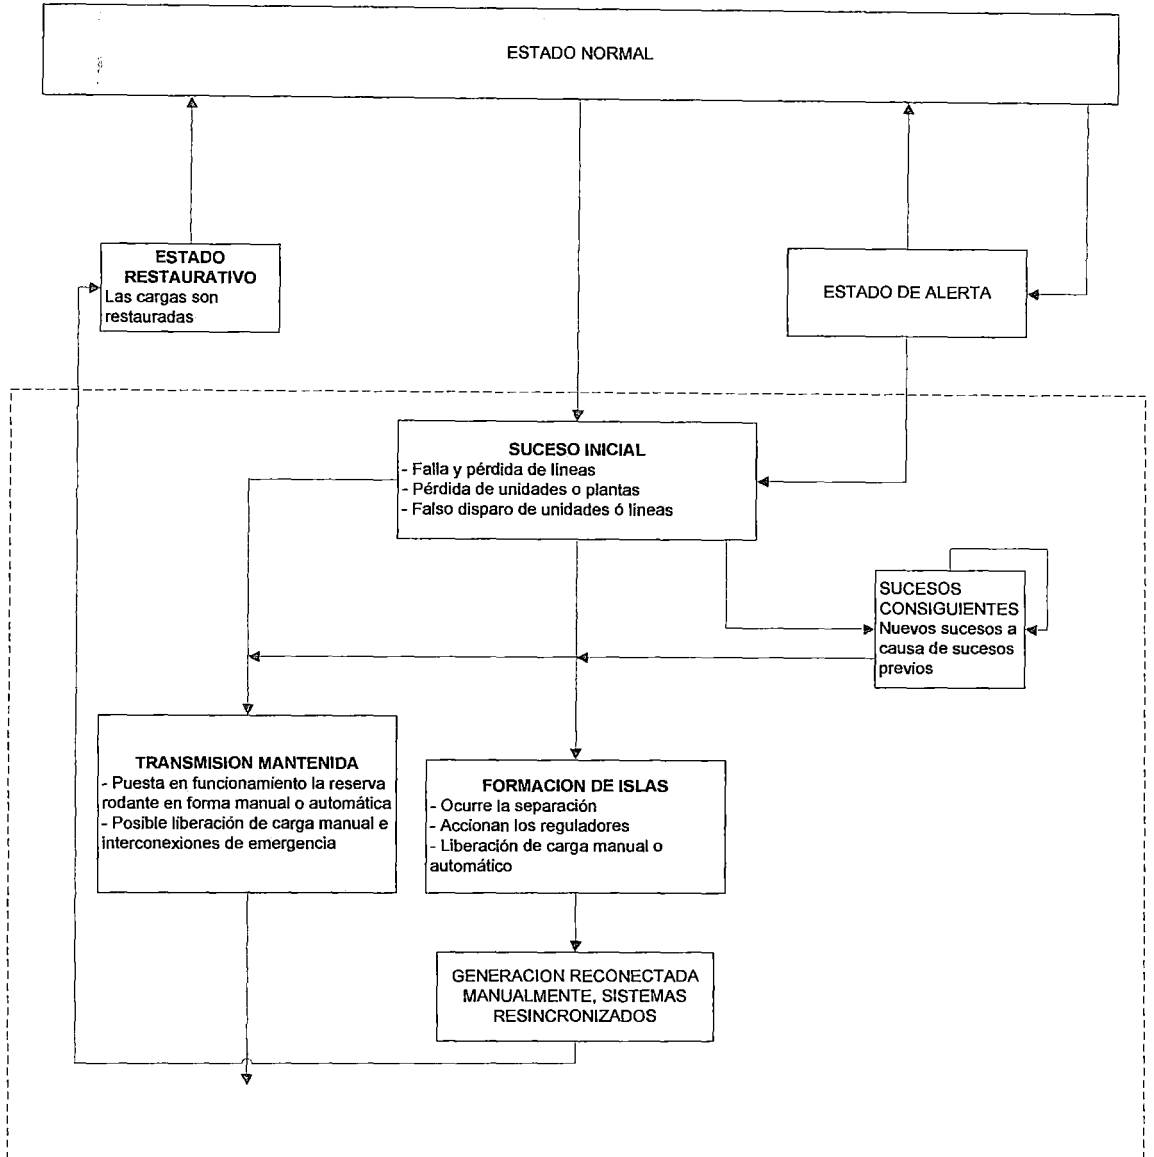 ESTADO NORMAL
ESTADO
RESTAURATIVO
Las cargas son
restauradas
ESTADO DE ALERTA
SUCESO INICIAL
- Falla y pérdida de líneas
- Pérdida de unidades o plantas
- Falso disparo de unidades ó líneas
SUCESOS
CONSIGUIENTES
Nuevos sucesos a
causa de sucesos
previos
TRANSMISION MANTENIDA
- Puesta en funcionamiento la reserva
rodante en forma manual o automática
- Posible liberación de carga manual e
interconexiones de emergencia
FORMACION DE ISLAS
- Ocurre la separación
- Accionan los reguladores
- Liberación de carga manual o
automático
GENERACION RECONECTADA
MANUALMENTE, SISTEMAS
RESINCRONIZADOS